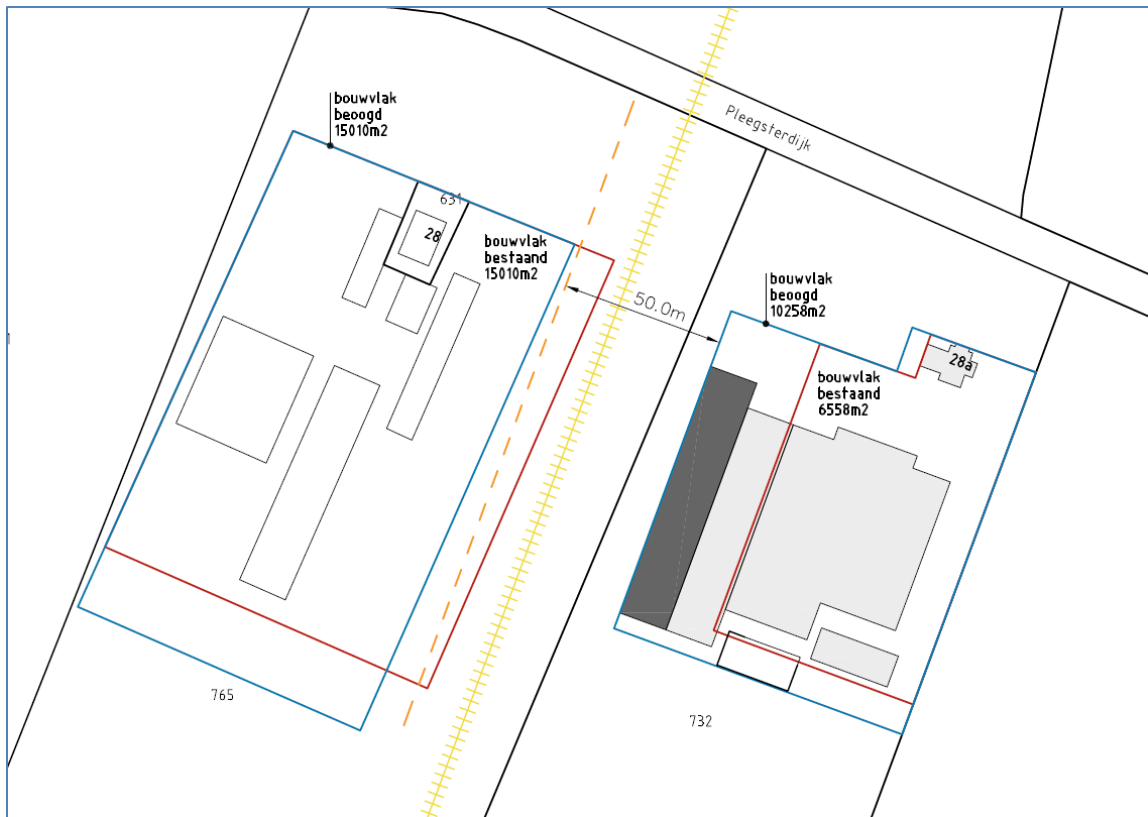 bouwvlak
beoogd
15010m2
Pleegsterdijk
631
28
bouwvlak
bestaand
15010m2
50.0m
bouwvlak
beoogd
10258m2
28a
bouwvlak
bestaand
6558m2
765
732